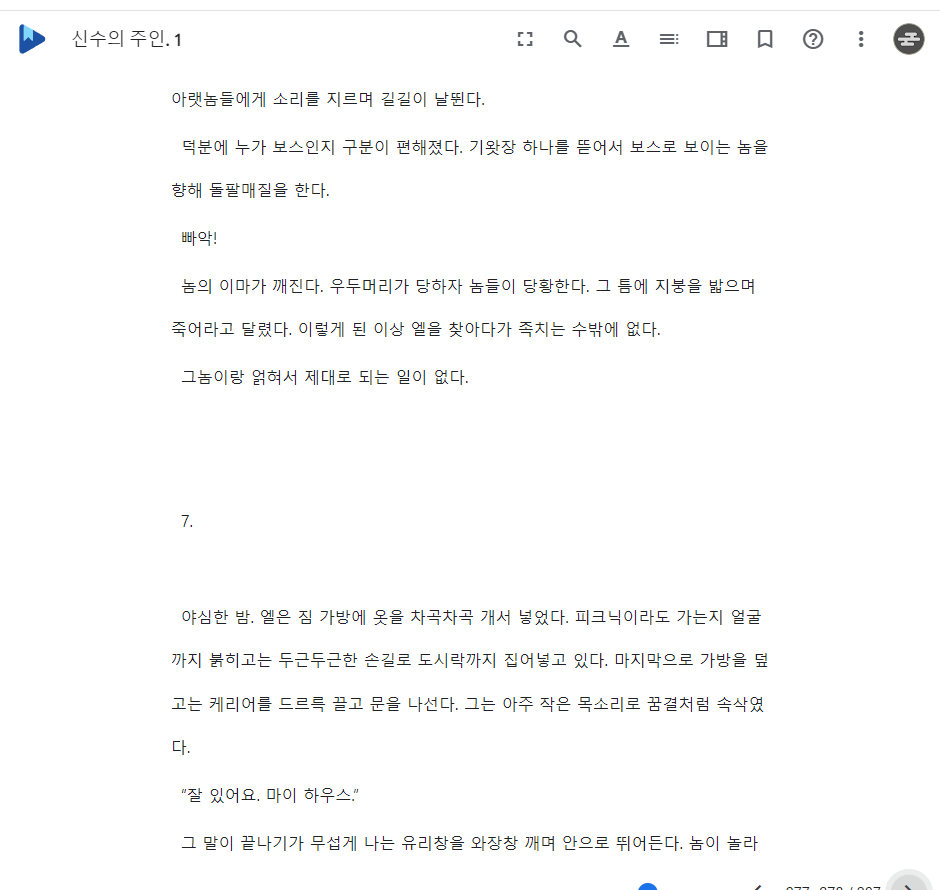 신수의 주인. 1
아랫놈들에게 소리를 지르며 길길이 날뛴다.
덕분에 누가 보스인지 구분이 편해졌다. 기왓장 하나를 뜯어서 보스로 보이는 놈을
향해 돌팔매질을 한다.
빠악!
놈의 이마가 깨진다. 우두머리가 당하자 놈들이 당황한다. 그 틈에 지붕을 밟으며
죽어라고 달렸다. 이렇게 된 이상 엘을 찾아다가 족치는 수밖에 없다.
그놈이랑 얽혀서 제대로 되는 일이 없다.
7.
야심한 밤. 엘은 짐 가방에 옷을 차곡차곡 개서 넣었다. 피크닉이라도 가는지 얼굴
까지 붉히고는 두근두근한 손길로 도시락까지 집어넣고 있다. 마지막으로 가방을 덮
고는 케리어를 드르륵 끌고 문을 나선다. 그는 아주 작은 목소리로 꿈결처럼 속삭였
다.
“잘 있어요. 마이 하우스.”
그 말이 끝나기가 무섭게 나는 유리창을 와장창 깨며 안으로 뛰어든다. 놈이 놀라